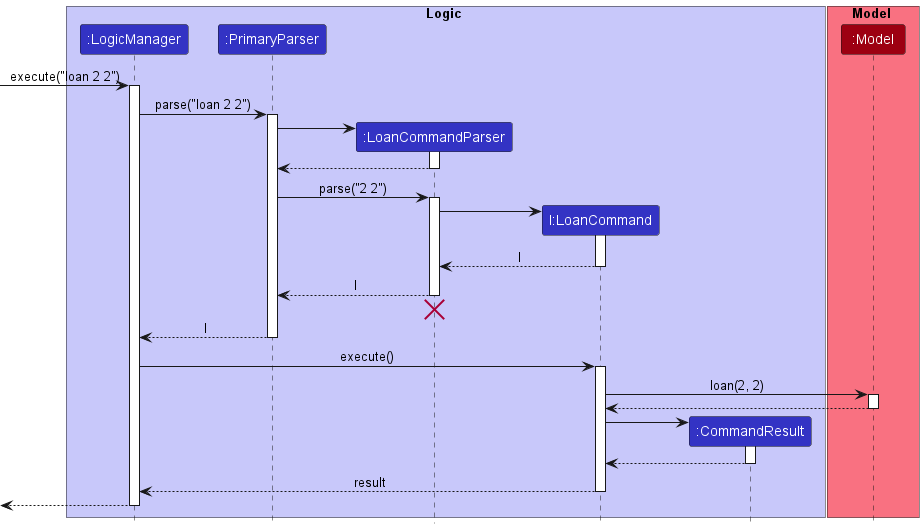 Logic
Model
:LogicManager
:PrimaryParser
:Model
execute("loan 2 2")
parse("loan 2 2")
:LoanCommandParser
parse("2 2")
l:LoanCommand
l
l
l
execute()
loan(2, 2)
:CommandResult
result